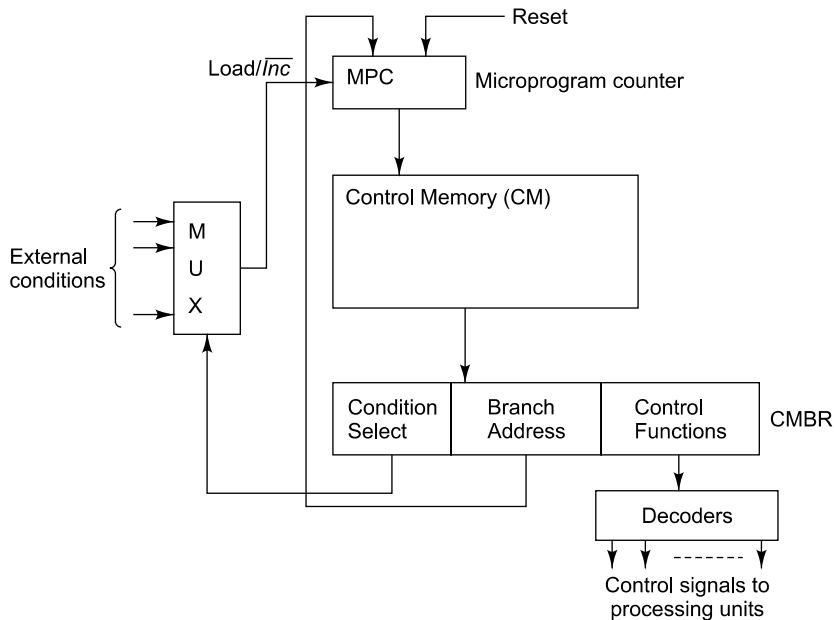 Reset
Load/Inc
MPC
Microprogram counter
Control Memory (CM)
External
conditions
M
U
X
Condition
Select
Branch
Address
Control
Functions
CMBR
Decoders
Control signals to
processing units